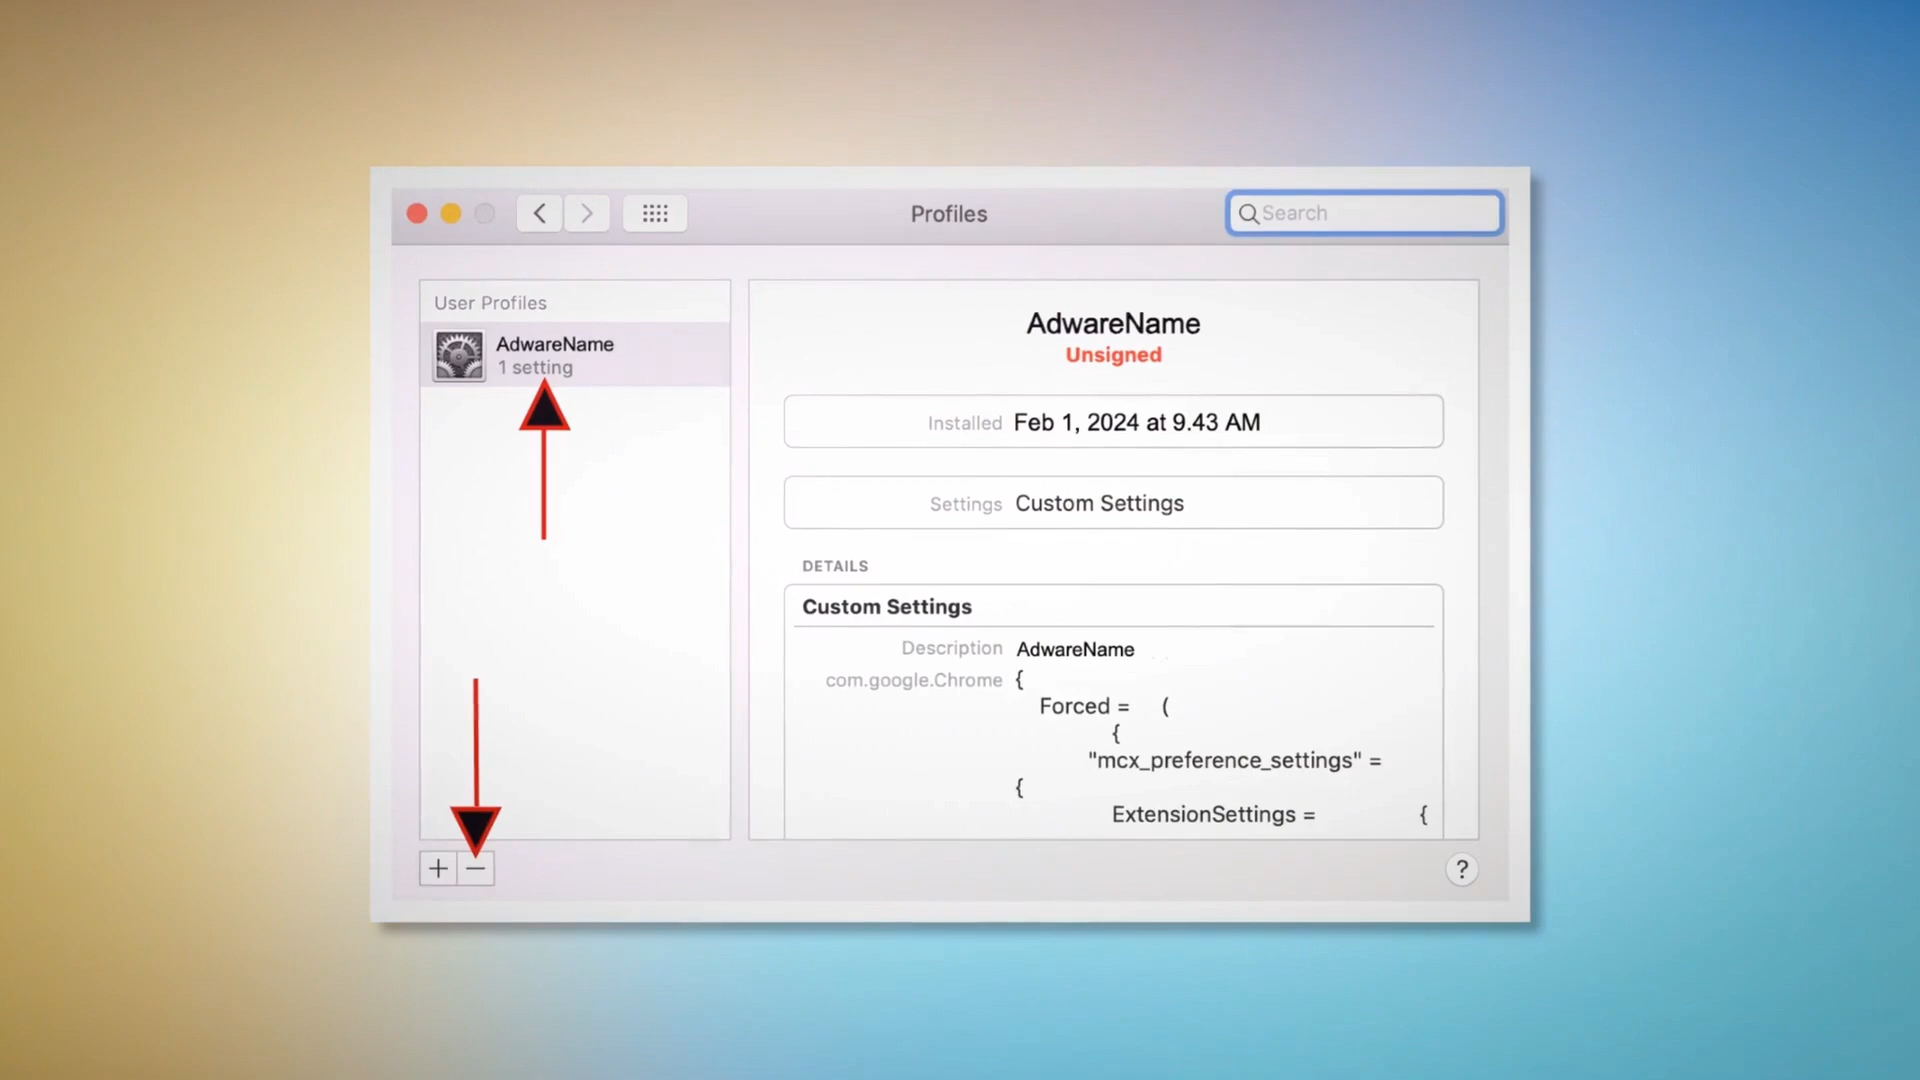 Profiles
Search
User Profiles
AdwareName
1 setting
AdwareName
Unsigned
Installed Feb 1, 2024 at 9.43 AM
Settings Custom Settings
DETAILS
Custom Settings
Description AdwareName
com.google.Chrome {
Forced = (
{
"mcx_preference_settings" =
{
ExtensionSettings = {
+ −
?